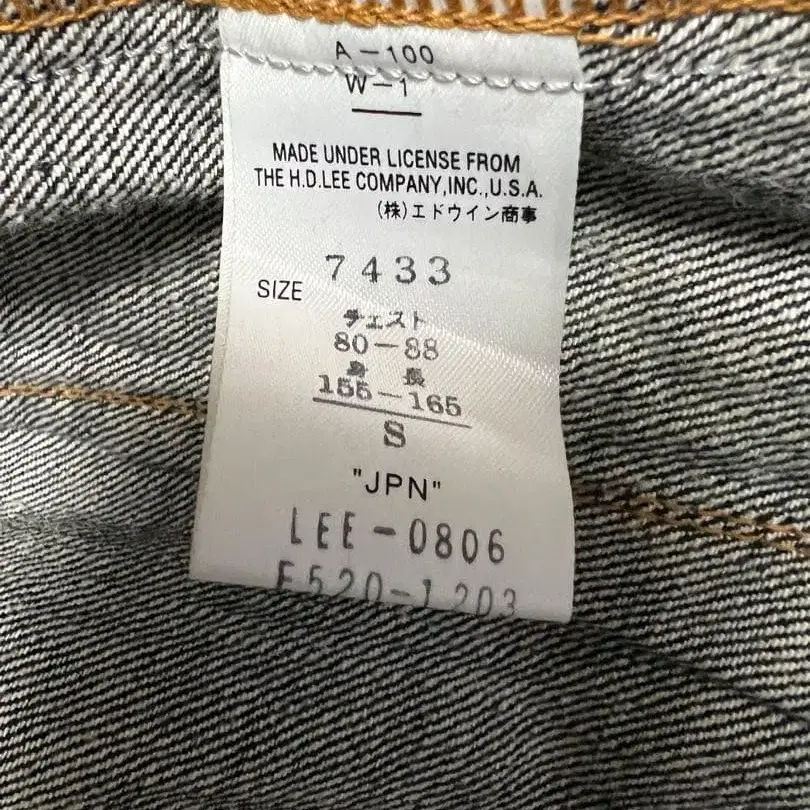 A-100
W-1
MADE UNDER LICENSE FROM
THE H.D.LEE COMPANY,INC.,U.S.A.
(株)エドウイン商事
7433
SIZE
チェスト
80-88
身 長
155-165
S
"JPN"
LEE-0806
E520-1203